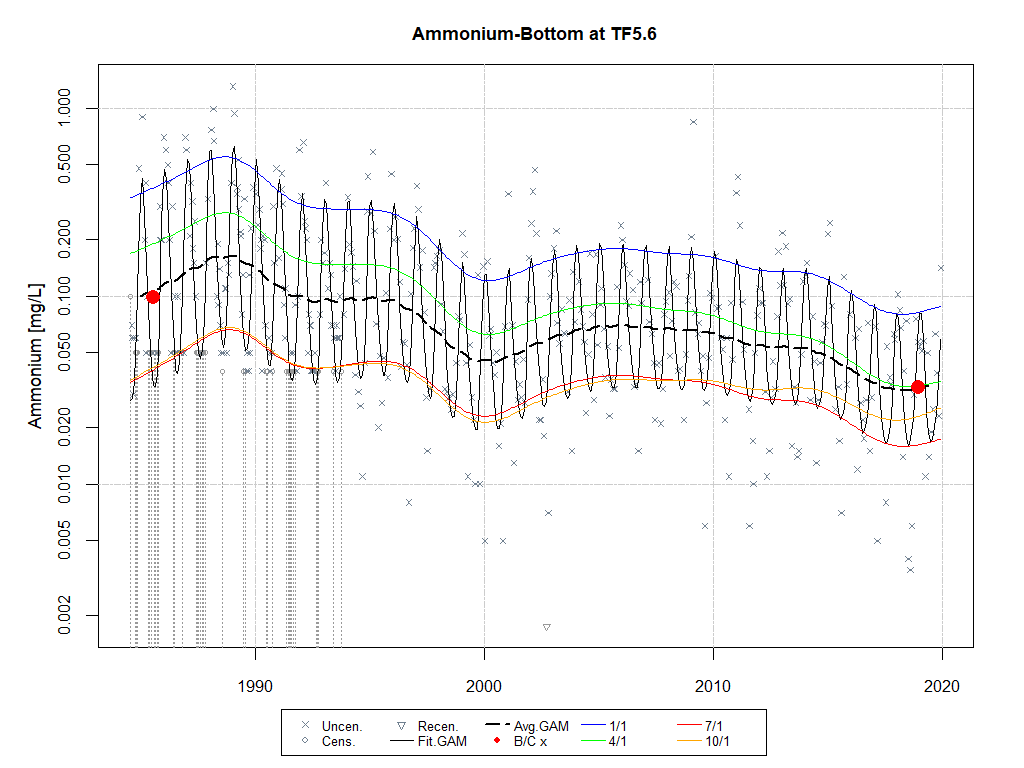 Ammonium-Bottom at TF5.6
Ammonium [mg/L]
1.000
0.500
0.200
0.100
0.050
0.020
0.010
0.005
0.002
1990 2000 2010 2020
Uncen. Recen. Avg.GAM 1/1 7/1
Cens. Fit.GAM B/C x 4/1 10/1